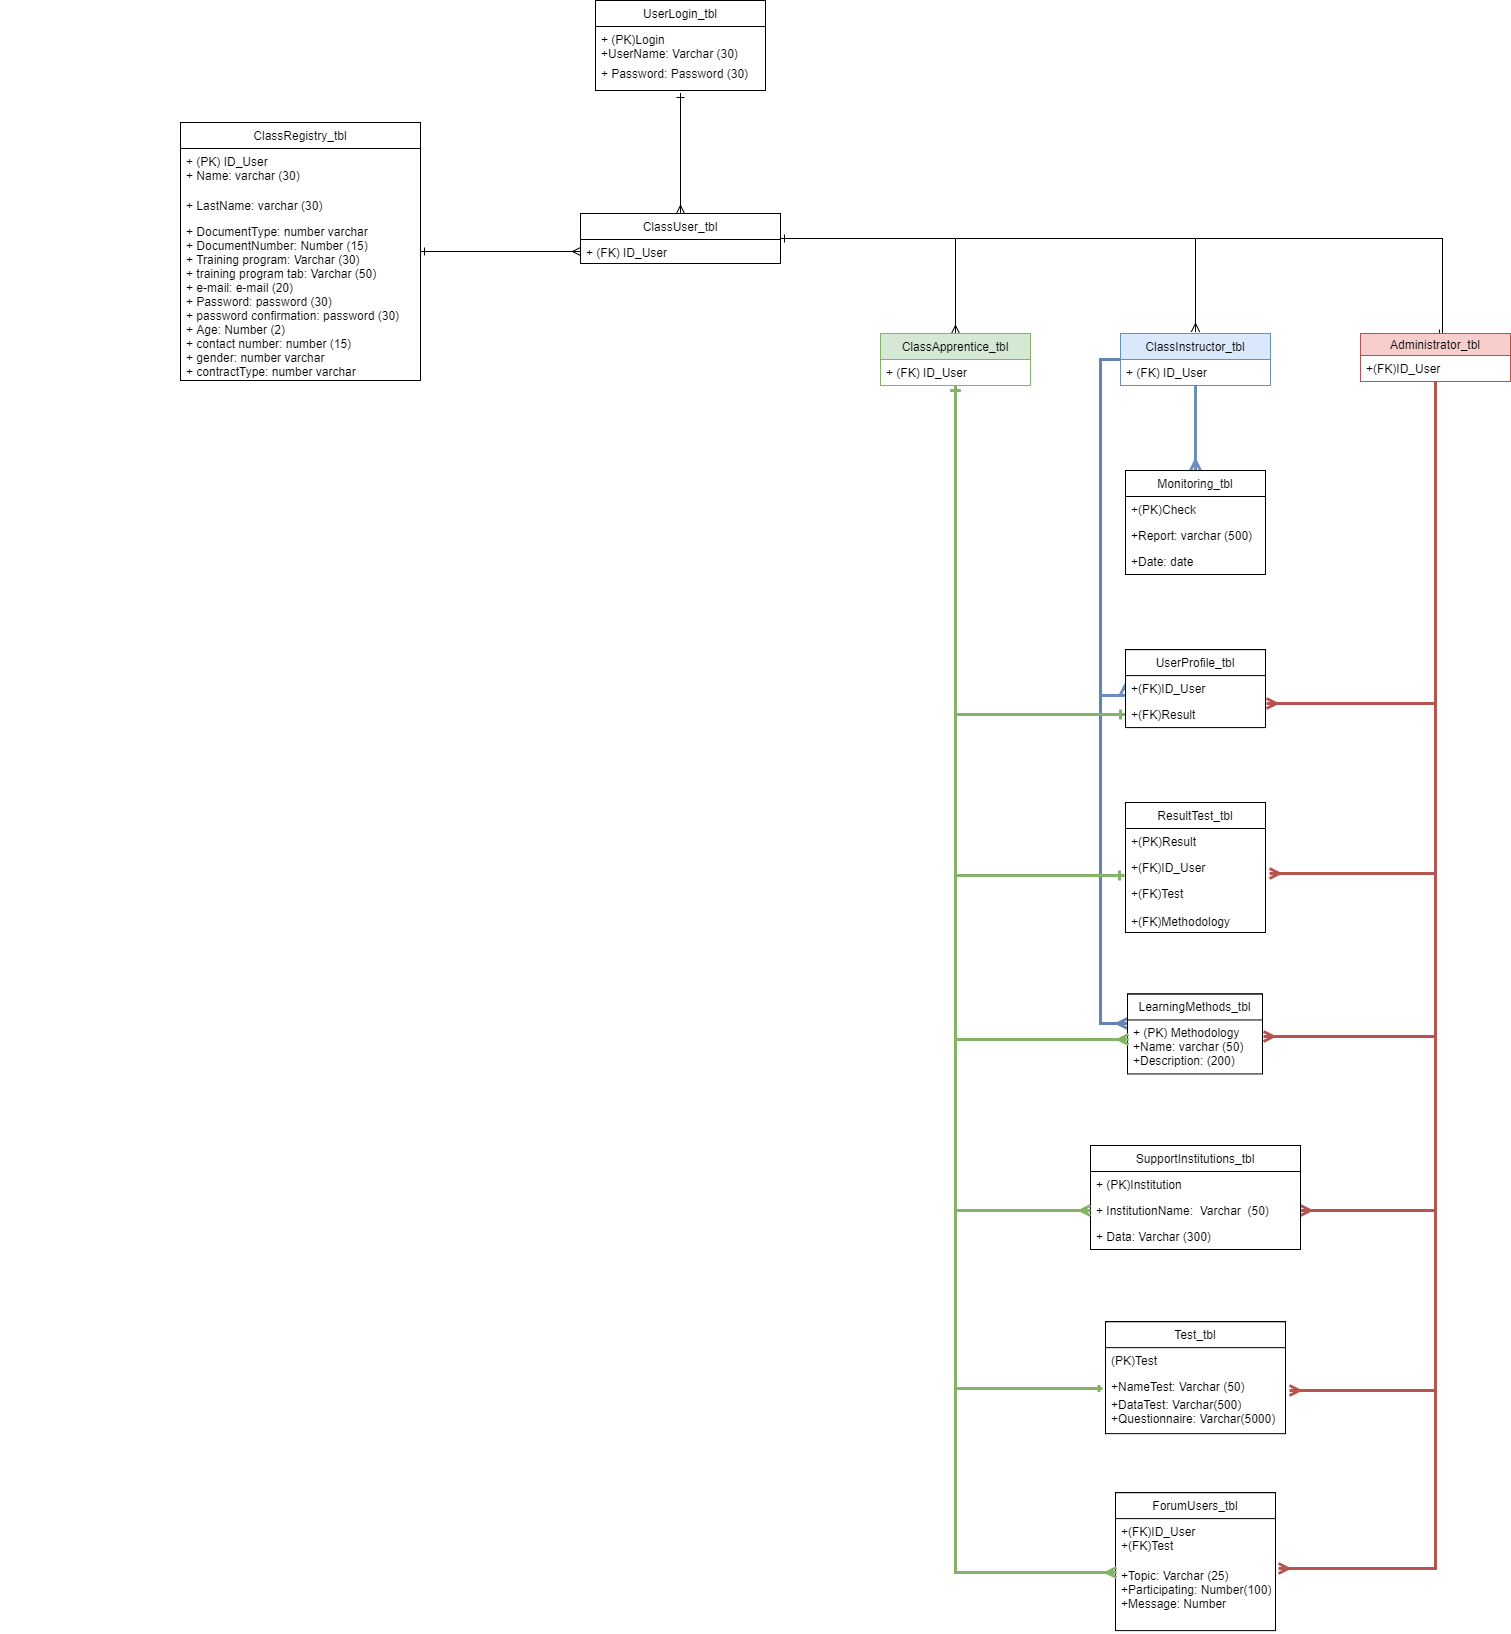 UserLogin_tbl
+ (PK)Login
+UserName: Varchar (30)
+ Password: Password (30)
ClassRegistry_tbl
+ (PK) ID_User
+ Name: varchar (30)
+ LastName: varchar (30)
+ DocumentType: number varchar
+ DocumentNumber: Number (15)
+ Training program: Varchar (30)
+ training program tab: Varchar (50)
+ e-mail: e-mail (20)
+ Password: password (30)
+ password confirmation: password (30)
+ Age: Number (2)
+ contact number: number (15)
+ gender: number varchar
+ contractType: number varchar
ClassUser_tbl
+ (FK) ID_User
ClassApprentice_tbl
+ (FK) ID_User
ClassInstructor_tbl
+ (FK) ID_User
Administrator_tbl
+(FK)ID_User
Monitoring_tbl
+(PK)Check
+Report: varchar (500)
+Date: date
UserProfile_tbl
+(FK)ID_User
+(FK)Result
ResultTest_tbl
+(PK)Result
+(FK)ID_User
+(FK)Test
+(FK)Methodology
LearningMethods_tbl
+ (PK) Methodology
+Name: varchar (50)
+Description: (200)
SupportInstitutions_tbl
+ (PK)Institution
+ InstitutionName:  Varchar  (50)
+ Data: Varchar (300)
Test_tbl
(PK)Test
+NameTest: Varchar (50)
+DataTest: Varchar(500)
+Questionnaire: Varchar(5000)
ForumUsers_tbl
+(FK)ID_User
+(FK)Test
+Topic: Varchar (25)
+Participating: Number(100)
+Message: Number